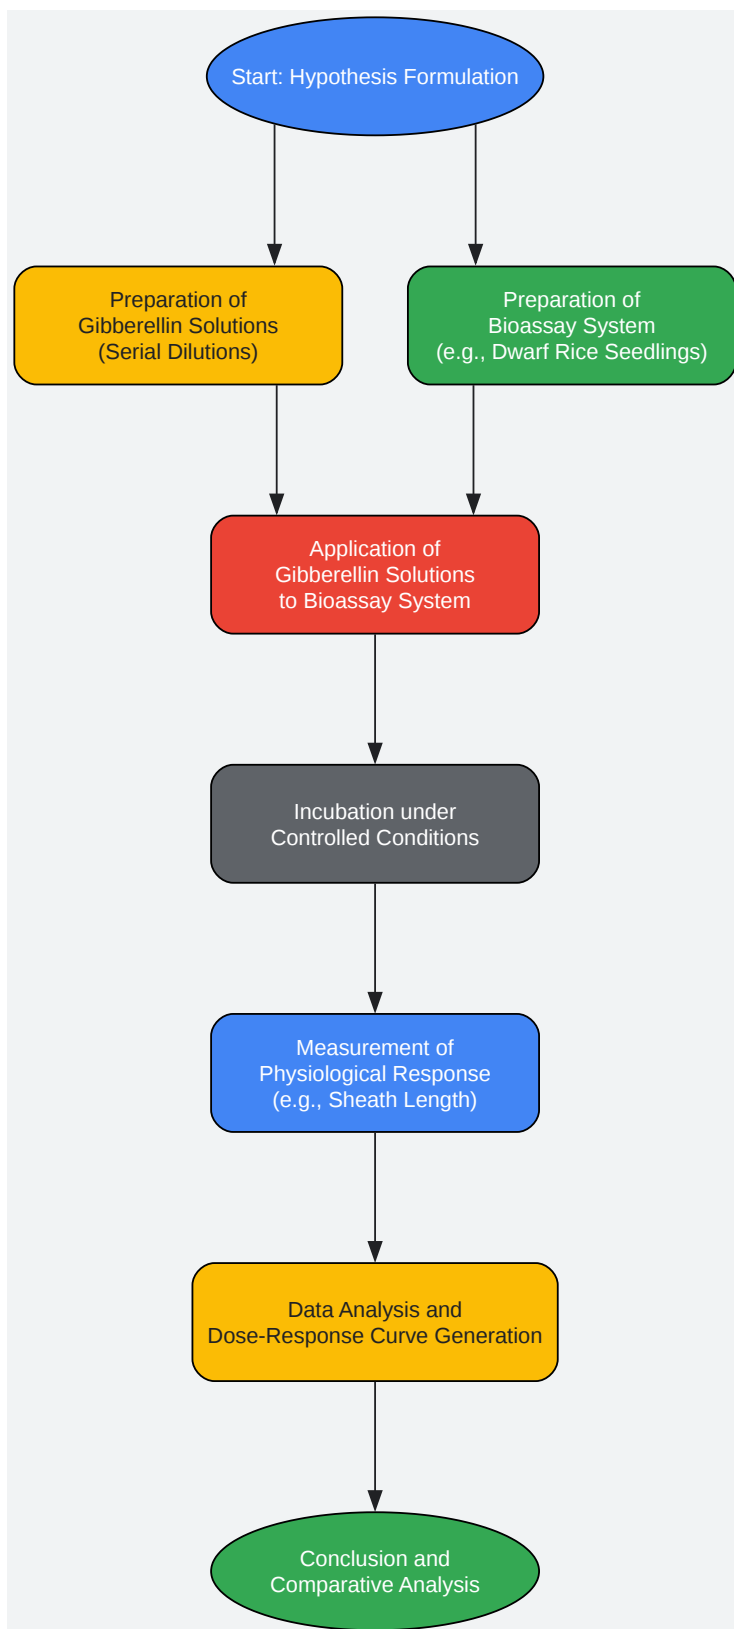 Start: Hypothesis Formulation
Preparation of
Gibberellin Solutions
(Serial Dilutions)
Preparation of
Bioassay System
(e.g., Dwarf Rice Seedlings)
Application of
Gibberellin Solutions
to Bioassay System
Incubation under
Controlled Conditions
Measurement of
Physiological Response
(e.g., Sheath Length)
Data Analysis and
Dose-Response Curve Generation
Conclusion and
Comparative Analysis